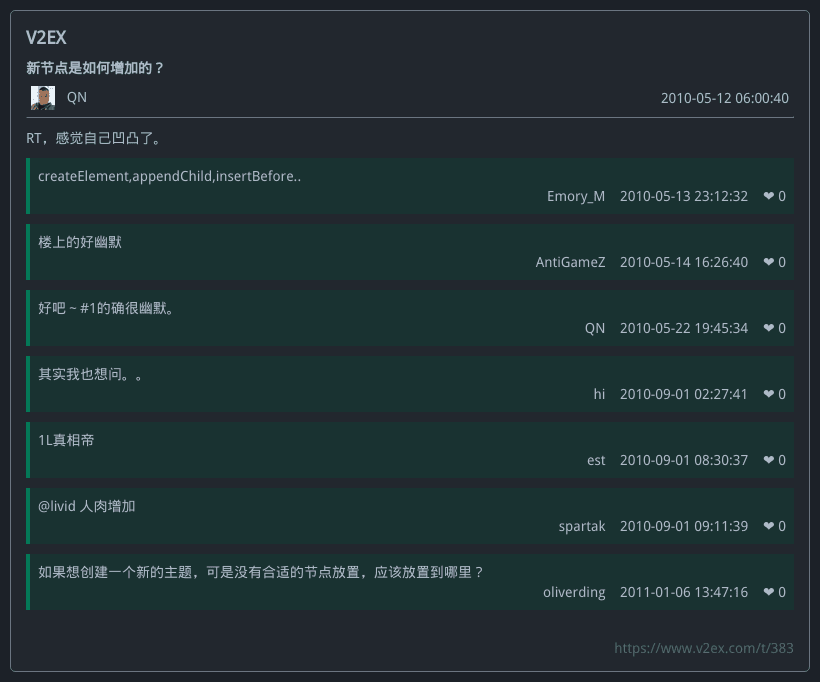 V2EX
新节点是如何增加的？
QN 2010-05-12 06:00:40
RT，感觉自己凹凸了。
createElement,appendChild,insertBefore..
Emory_M 2010-05-13 23:12:32 ❤ 0
楼上的好幽默
AntiGameZ 2010-05-14 16:26:40 ❤ 0
好吧 ~ #1的确很幽默。
QN 2010-05-22 19:45:34 ❤ 0
其实我也想问。。
hi 2010-09-01 02:27:41 ❤ 0
1L真相帝
est 2010-09-01 08:30:37 ❤ 0
@livid 人肉增加
spartak 2010-09-01 09:11:39 ❤ 0
如果想创建一个新的主题，可是没有合适的节点放置，应该放置到哪里？
oliverding 2011-01-06 13:47:16 ❤ 0
https://www.v2ex.com/t/383